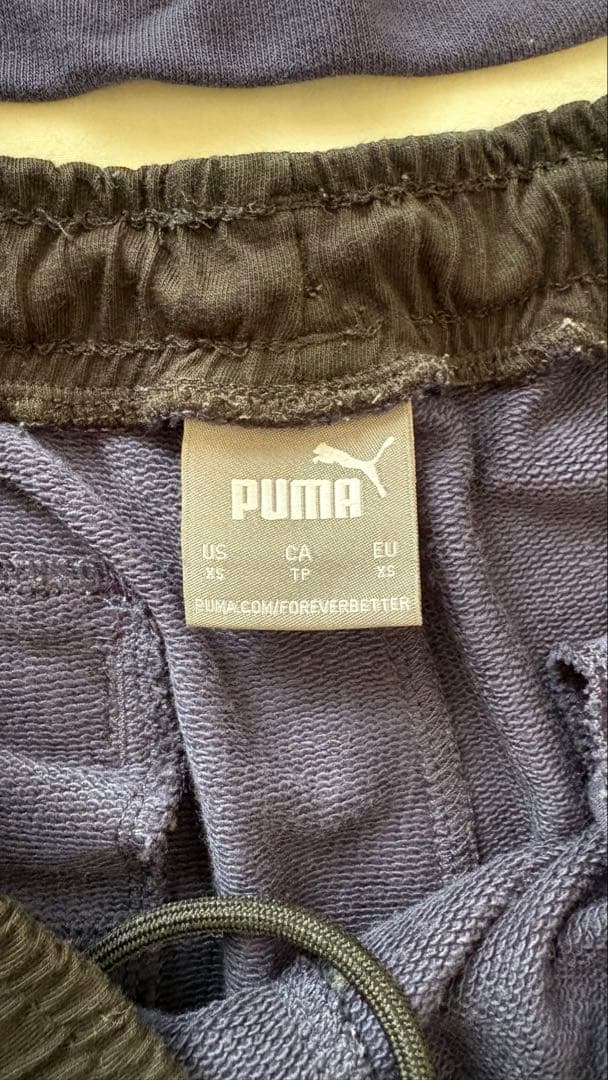 PUMA
US CA EU
XS TP XS
PUMA.COM/FOREVERBETTER